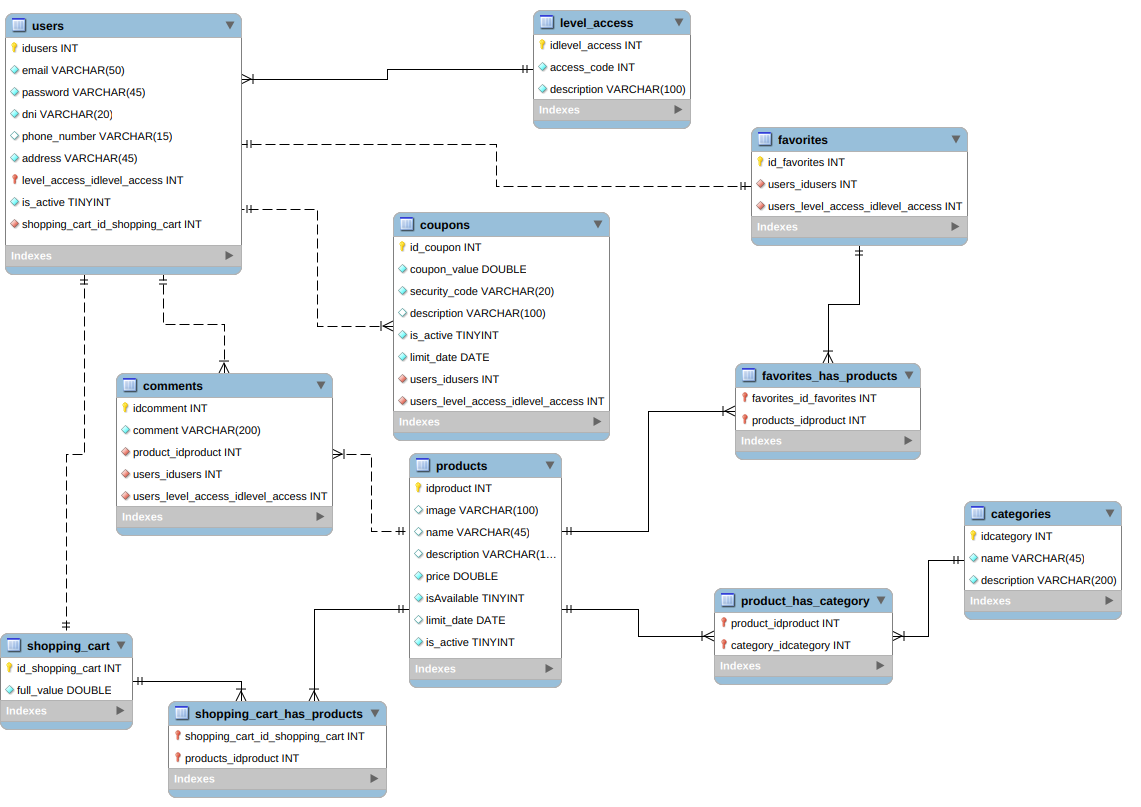 users
idusers INT
email VARCHAR(50)
password VARCHAR(45)
dni VARCHAR(20)
phone_number VARCHAR(15)
address VARCHAR(45)
level_access_idlevel_access INT
is_active TINYINT
shopping_cart_id_shopping_cart INT
Indexes
level_access
idlevel_access INT
access_code INT
description VARCHAR(100)
Indexes
favorites
id_favorites INT
users_idusers INT
users_level_access_idlevel_access INT
Indexes
coupons
id_coupon INT
coupon_value DOUBLE
security_code VARCHAR(20)
description VARCHAR(100)
is_active TINYINT
limit_date DATE
users_idusers INT
users_level_access_idlevel_access INT
Indexes
comments
idcomment INT
comment VARCHAR(200)
product_idproduct INT
users_idusers INT
users_level_access_idlevel_access INT
Indexes
favorites_has_products
favorites_id_favorites INT
products_idproduct INT
Indexes
products
idproduct INT
image VARCHAR(100)
name VARCHAR(45)
description VARCHAR(1...
price DOUBLE
isAvailable TINYINT
limit_date DATE
is_active TINYINT
Indexes
categories
idcategory INT
name VARCHAR(45)
description VARCHAR(200)
Indexes
product_has_category
product_idproduct INT
category_idcategory INT
Indexes
shopping_cart
id_shopping_cart INT
full_value DOUBLE
Indexes
shopping_cart_has_products
shopping_cart_id_shopping_cart INT
products_idproduct INT
Indexes